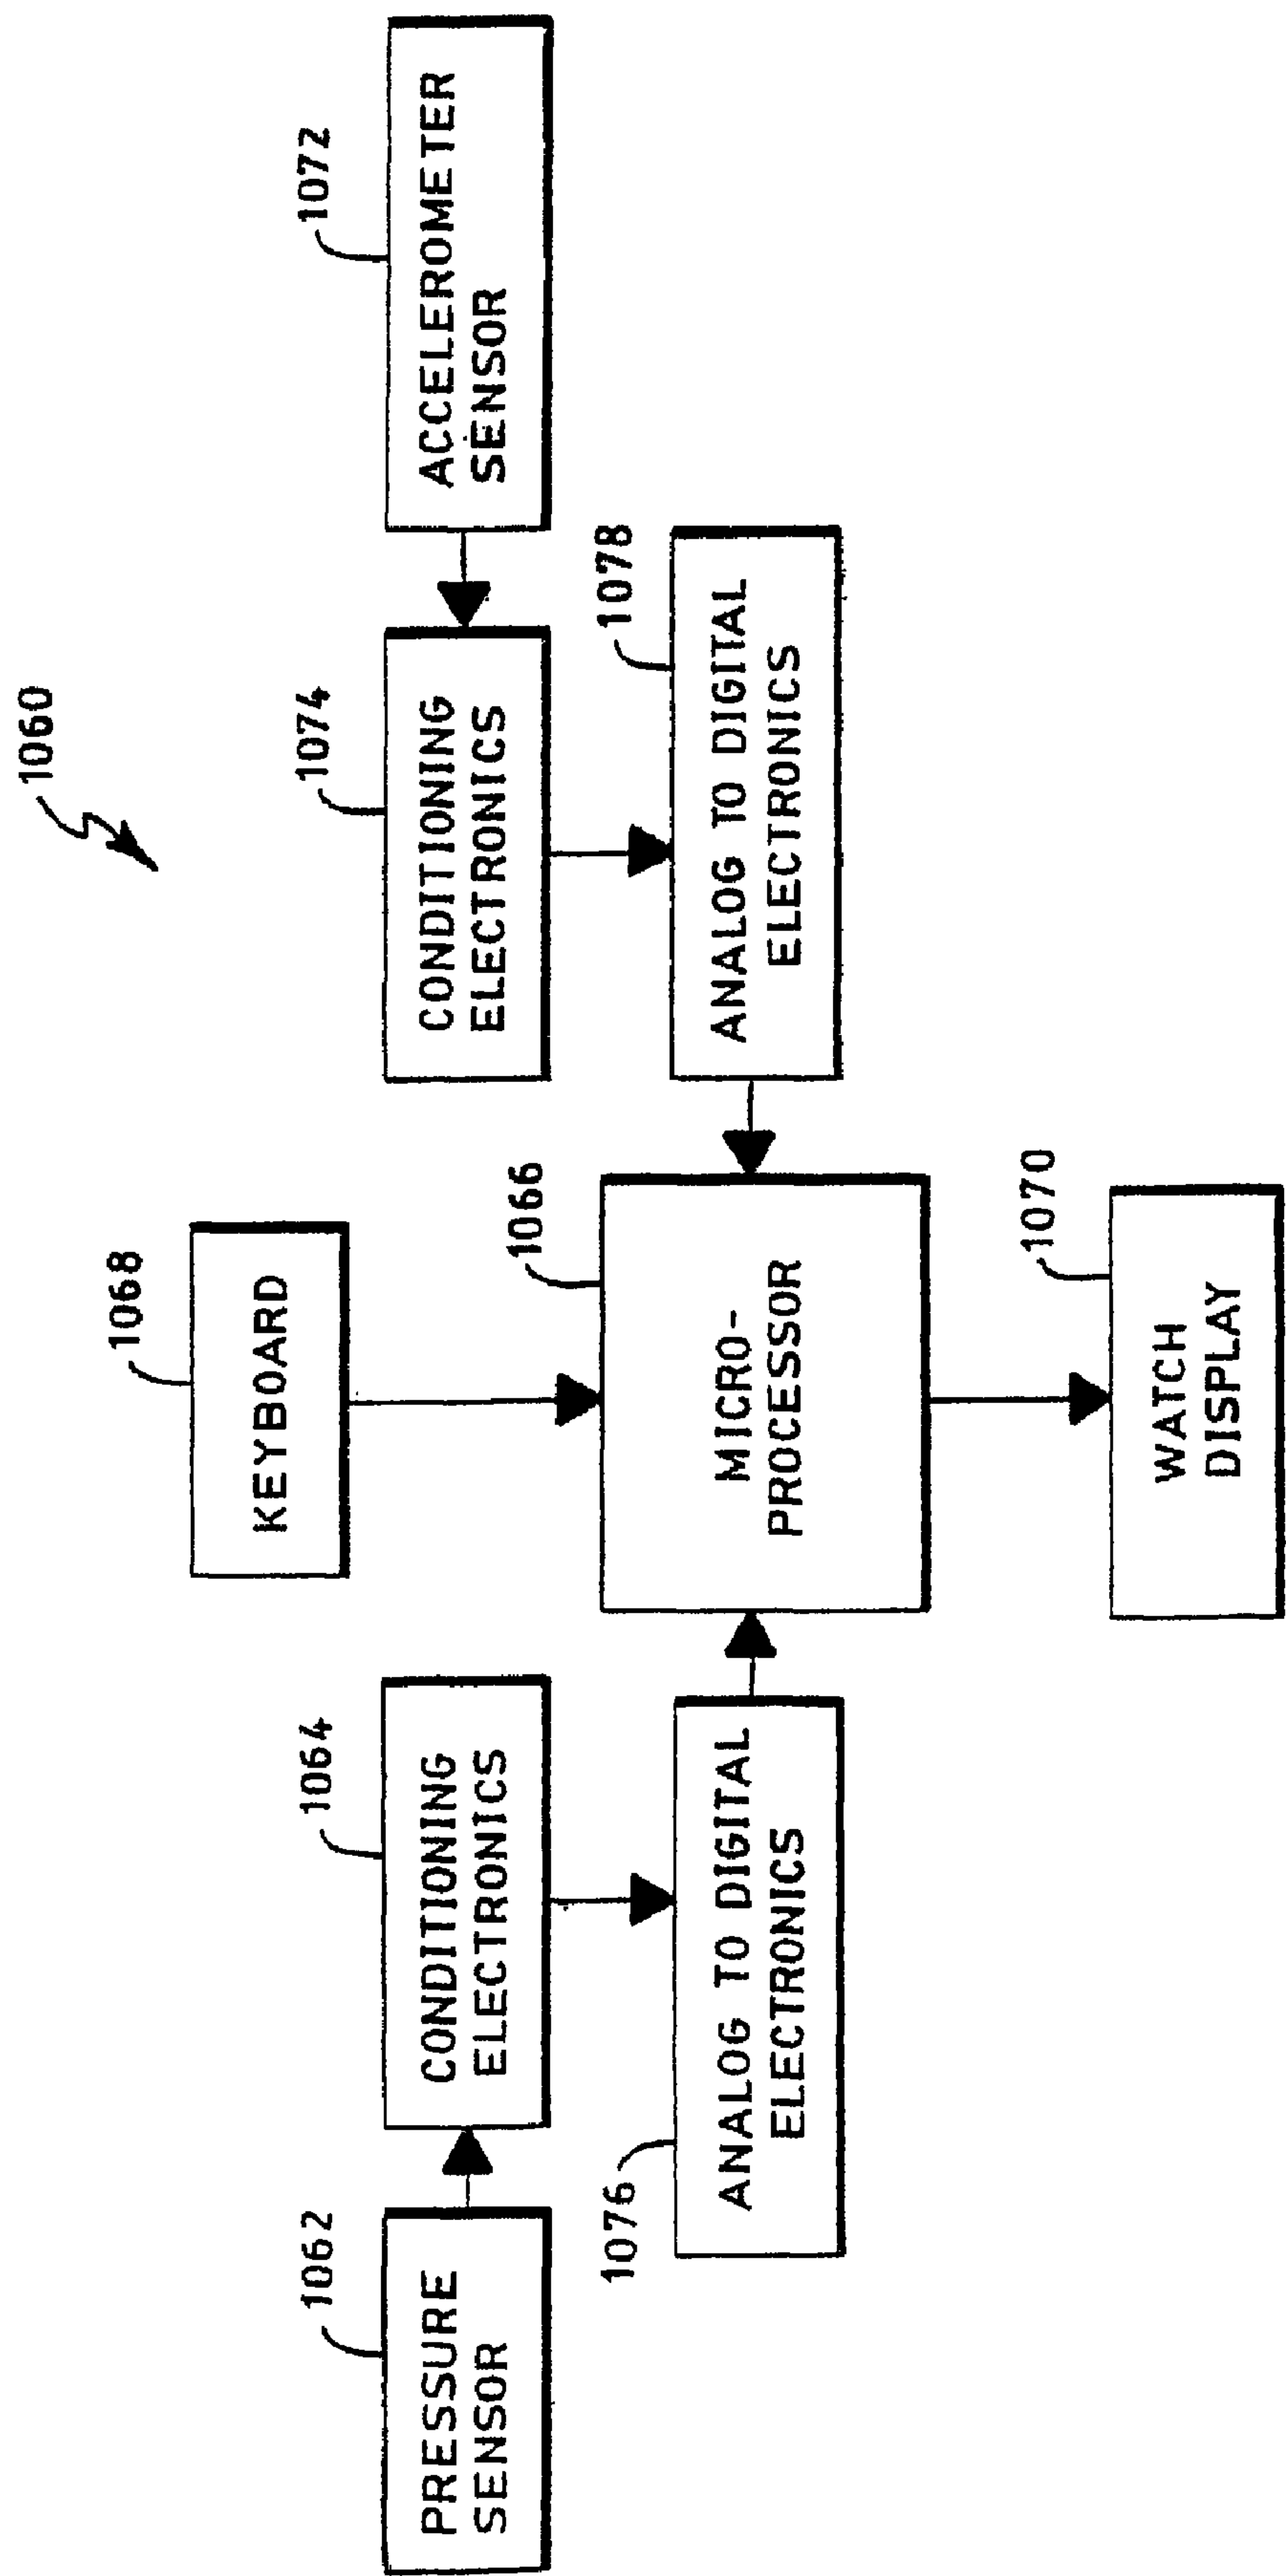 1060
1068
KEYBOARD
1062
PRESSURE
SENSOR
1064
CONDITIONING
ELECTRONICS
1074
CONDITIONING
ELECTRONICS
1072
ACCELEROMETER
SENSOR
1076
ANALOG TO DIGITAL
ELECTRONICS
1066
MICRO-
PROCESSOR
1078
ANALOG TO DIGITAL
ELECTRONICS
1070
WATCH
DISPLAY